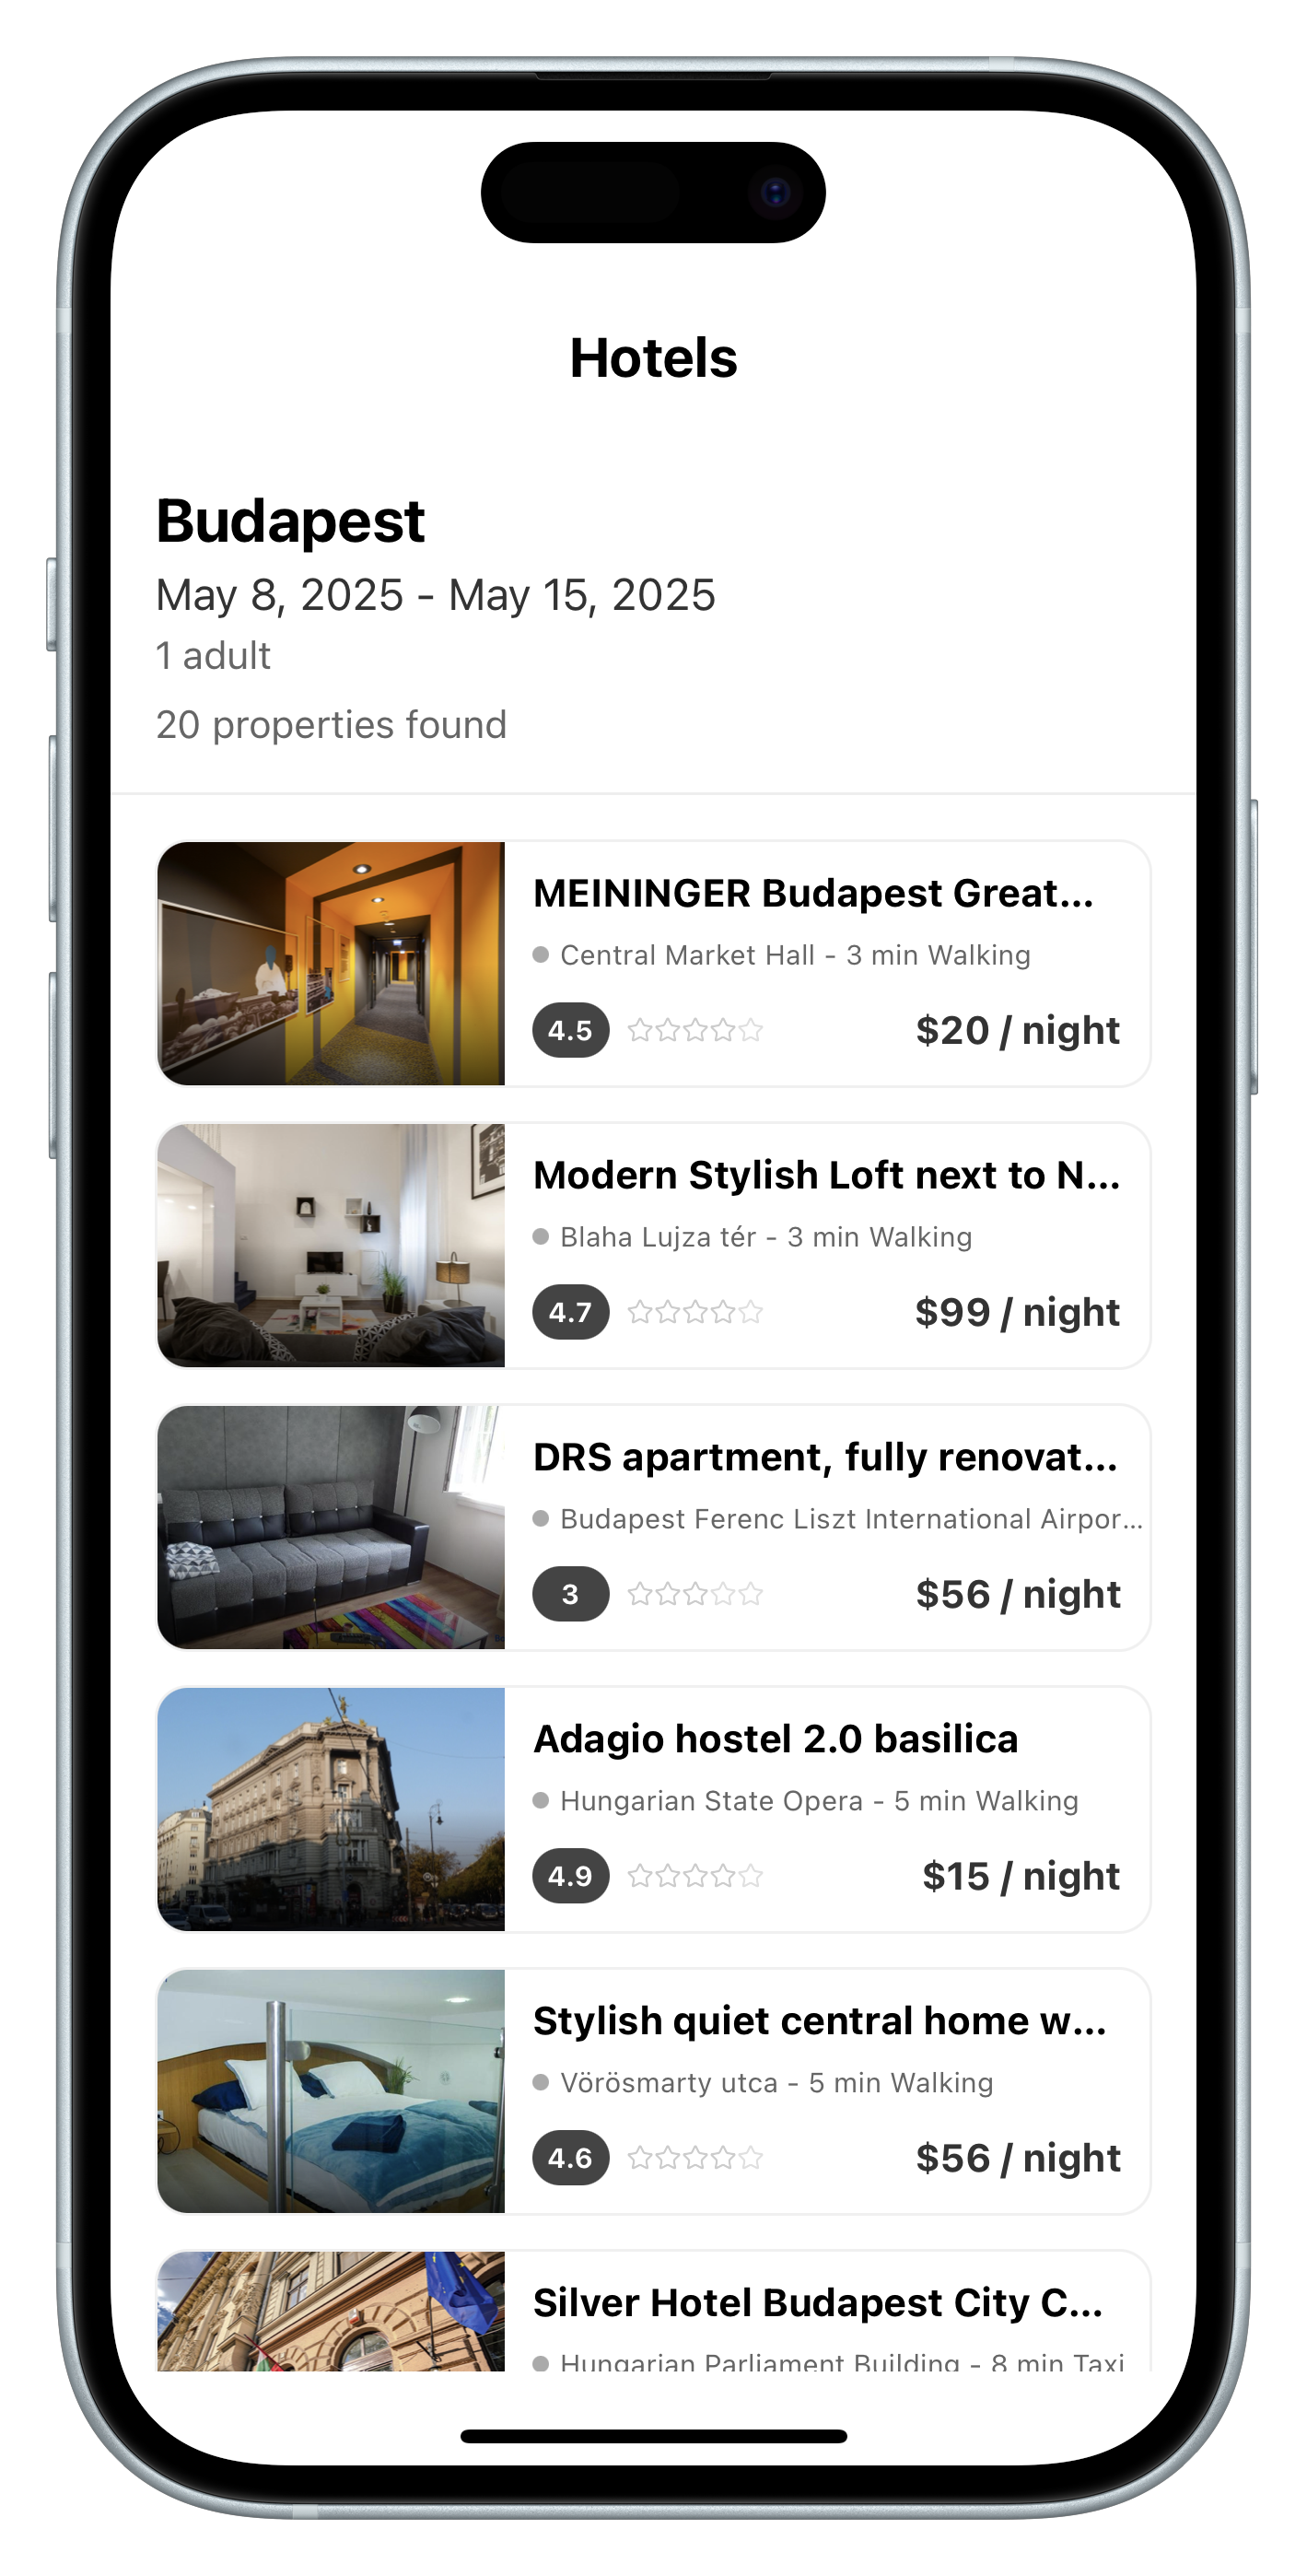 Hotels
Budapest
May 8, 2025 - May 15, 2025
1 adult
20 properties found
MEININGER Budapest Great...
Central Market Hall - 3 min Walking
4.5 $20 / night
Modern Stylish Loft next to N...
Blaha Lujza tér - 3 min Walking
4.7 $99 / night
DRS apartment, fully renovat...
Budapest Ferenc Liszt International Airpor...
3 $56 / night
Adagio hostel 2.0 basilica
Hungarian State Opera - 5 min Walking
4.9 $15 / night
Stylish quiet central home w...
Vörösmarty utca - 5 min Walking
4.6 $56 / night
Silver Hotel Budapest City C...
Hungarian Parliament Building - 8 min Taxi